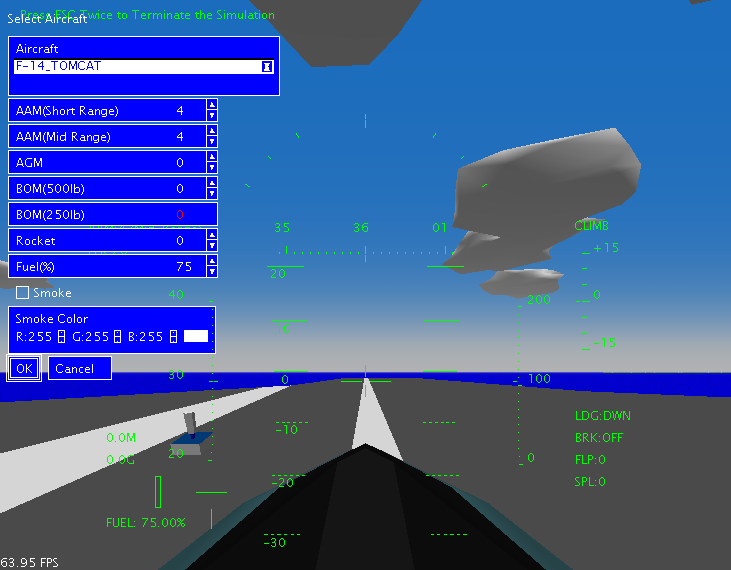 Press ESC Twice to Terminate the Simulation
Select Aircraft
Aircraft
F-14_TOMCAT
AAM(Short Range) 4
AAM(Mid Range) 4
AGM 0
BOM(500lb) 0
BOM(250lb) 0
Rocket 0
Fuel(%) 75
Smoke
Smoke Color
R:255 G:255 B:255
OK Cancel
35 36 01
CLIMB
+15
0
-15
20
10
0
-10
-20
-30
40
30
20
200
100
0
LDG:DWN
BRK:OFF
FLP:0
SPL:0
0.0M
0.0G
FUEL: 75.00%
63.95 FPS